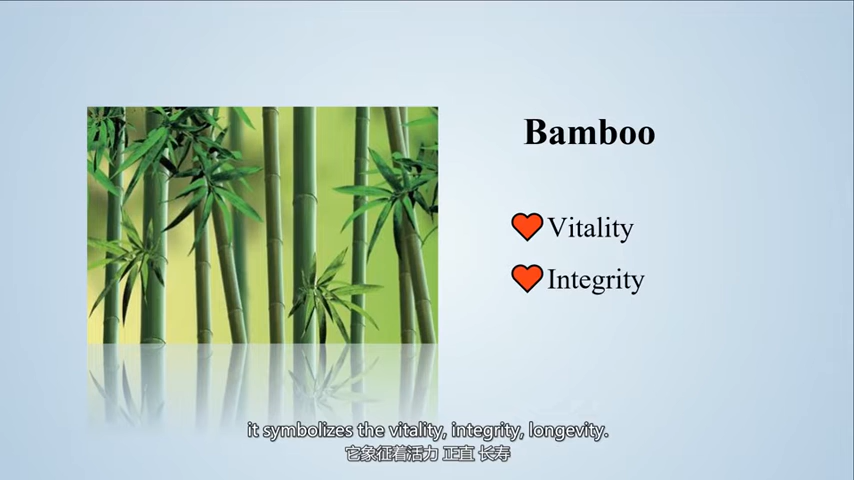 Bamboo
Vitality
Integrity
it symbolizes the vitality, integrity, longevity.
它象征着活力 正直 长寿